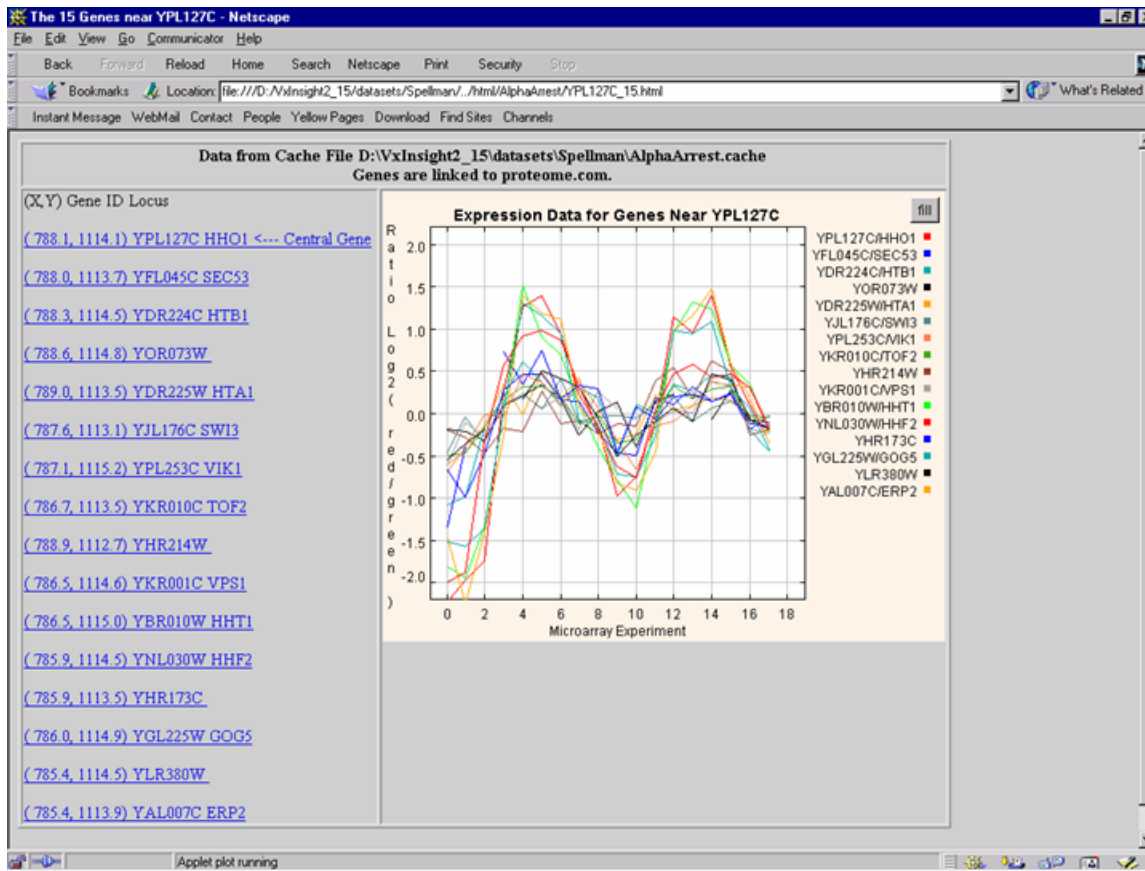 The 15 Genes near YPL127C - Netscape
File Edit View Go Communicator Help
Back Forward Reload Home Search Netscape Print Security Stop
Bookmarks Location: file:///D:/VxInsight2_15/datasets/Spellman/../html/AlphaArrest/YPL127C_15.html What's Related
Instant Message WebMail Contact People Yellow Pages Download Find Sites Channels
Data from Cache File D:\VxInsight2_15\datasets\Spellman\AlphaArrest.cache
Genes are linked to proteome.com.
(X,Y) Gene ID Locus
( 788.1, 1114.1) YPL127C HHO1 <--- Central Gene
( 788.0, 1113.7) YFL045C SEC53
( 788.3, 1114.5) YDR224C HTB1
( 788.6, 1114.8) YOR073W
( 789.0, 1113.5) YDR225W HTA1
( 787.6, 1113.1) YJL176C SWI3
( 787.1, 1115.2) YPL253C VIK1
( 786.7, 1113.5) YKR010C TOF2
( 788.9, 1112.7) YHR214W
( 786.5, 1114.6) YKR001C VPS1
( 786.5, 1115.0) YBR010W HHT1
( 785.9, 1114.5) YNL030W HHF2
( 785.9, 1113.5) YHR173C
( 786.0, 1114.9) YGL225W GOG5
( 785.4, 1114.5) YLR380W
( 785.4, 1113.9) YAL007C ERP2
Expression Data for Genes Near YPL127C
fill
Ratio Log2( red/green )
2.0
1.5
1.0
0.5
0.0
-0.5
-1.0
-1.5
-2.0
0 2 4 6 8 10 12 14 16 18
Microarray Experiment
YPL127C/HHO1
YFL045C/SEC53
YDR224C/HTB1
YOR073W
YDR225W/HTA1
YJL176C/SWI3
YPL253C/VIK1
YKR010C/TOF2
YHR214W
YKR001C/VPS1
YBR010W/HHT1
YNL030W/HHF2
YHR173C
YGL225W/GOG5
YLR380W
YAL007C/ERP2
Applet plot running